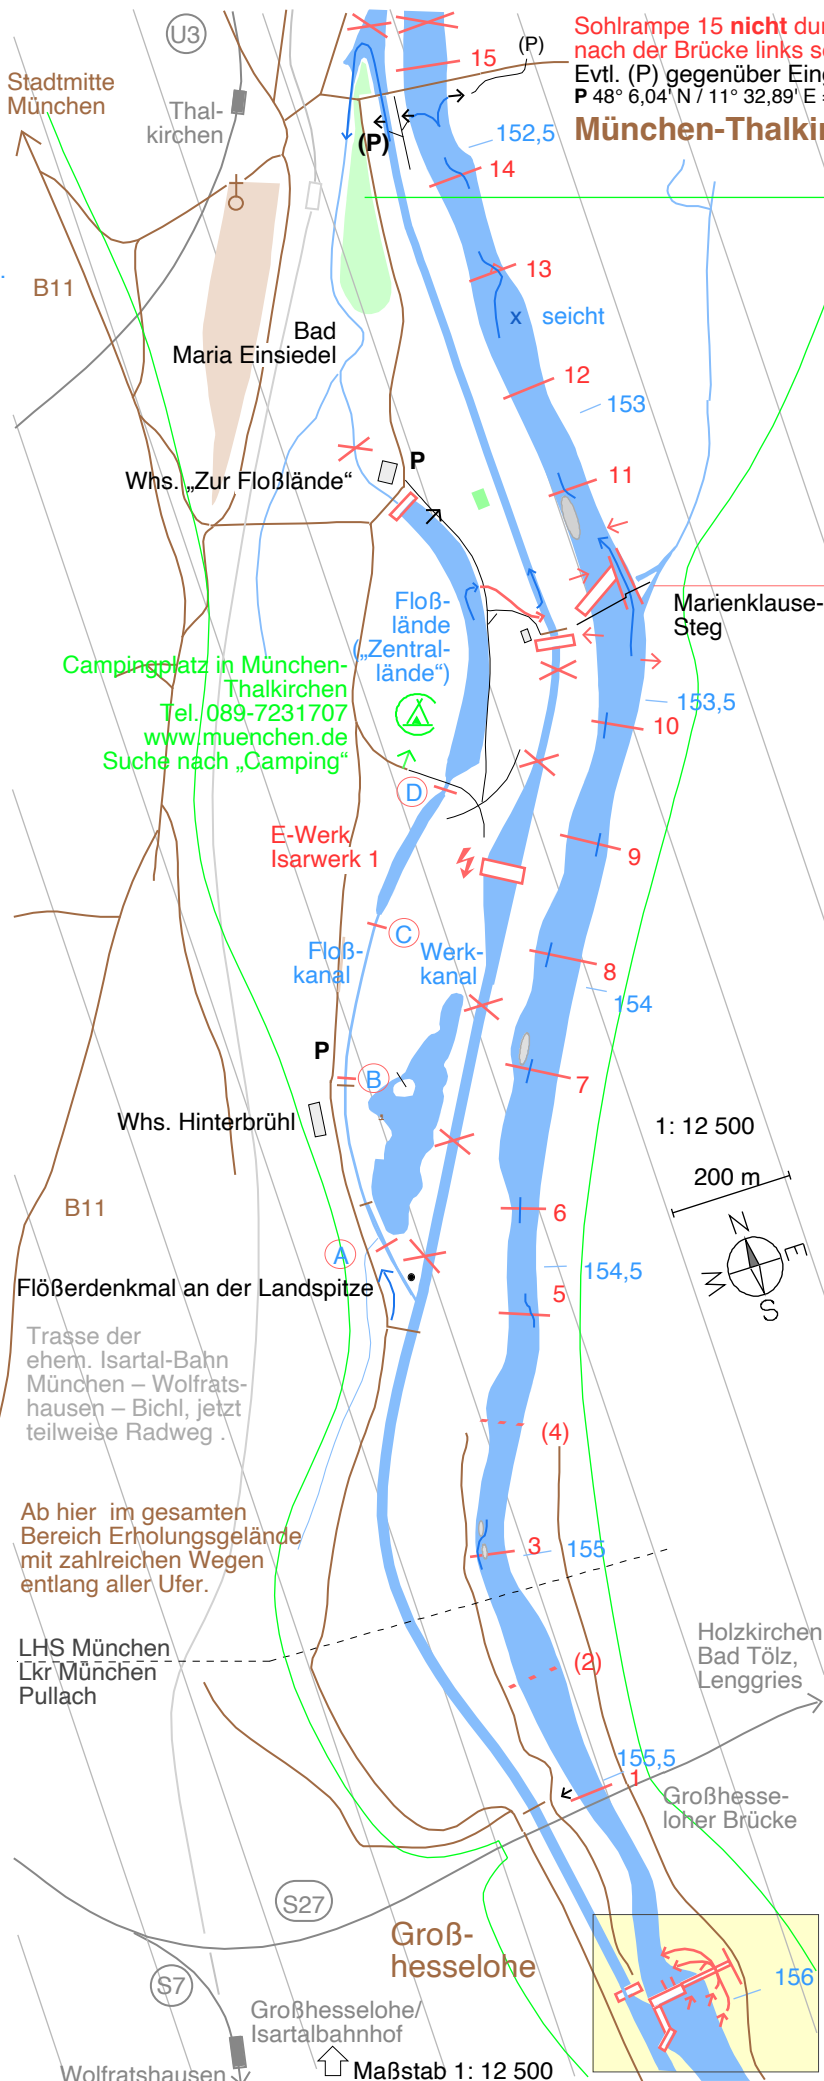 U3
Sohlrampe 15 nicht
nach der Brücke links
15
(P)
Evtl. (P) gegenüber
P 48° 6,04' N / 11° 32,89' E
Stadtmitte
München
Thal-
kirchen
(P)
152,5
München-Thalkir
14
B11
13
x seicht
Bad
Maria Einsiedel
12
153
P
11
Whs. „Zur Floßlände“
Floß-
lände
(„Zentral-
lände“)
Marienklause-
Steg
Campingplatz in München-
Thalkirchen
Tel. 089-7231707
www.muenchen.de
Suche nach „Camping“
153,5
10
D
E-Werk
Isarwerk 1
9
C
Floß-
kanal
Werk-
kanal
8
154
P
B
7
Whs. Hinterbrühl
1: 12 500
200 m
B11
6
N
E
S
W
A
154,5
Flößerdenkmal an der Landspitze
5
Trasse der
ehem. Isartal-Bahn
München – Wolfrats-
hausen – Bichl, jetzt
teilweise Radweg .
(4)
Ab hier im gesamten
Bereich Erholungsgelände
mit zahlreichen Wegen
entlang aller Ufer.
3
155
LHS München
Lkr München
Pullach
(2)
Holzkirchen
Bad Tölz,
Lenggries
155,5
1
Großhesse-
loher Brücke
S27
Groß-
hesselohe
S7
156
Großhesselohe/
Isartalbahnhof
Wolfratshausen
Maßstab 1: 12 500